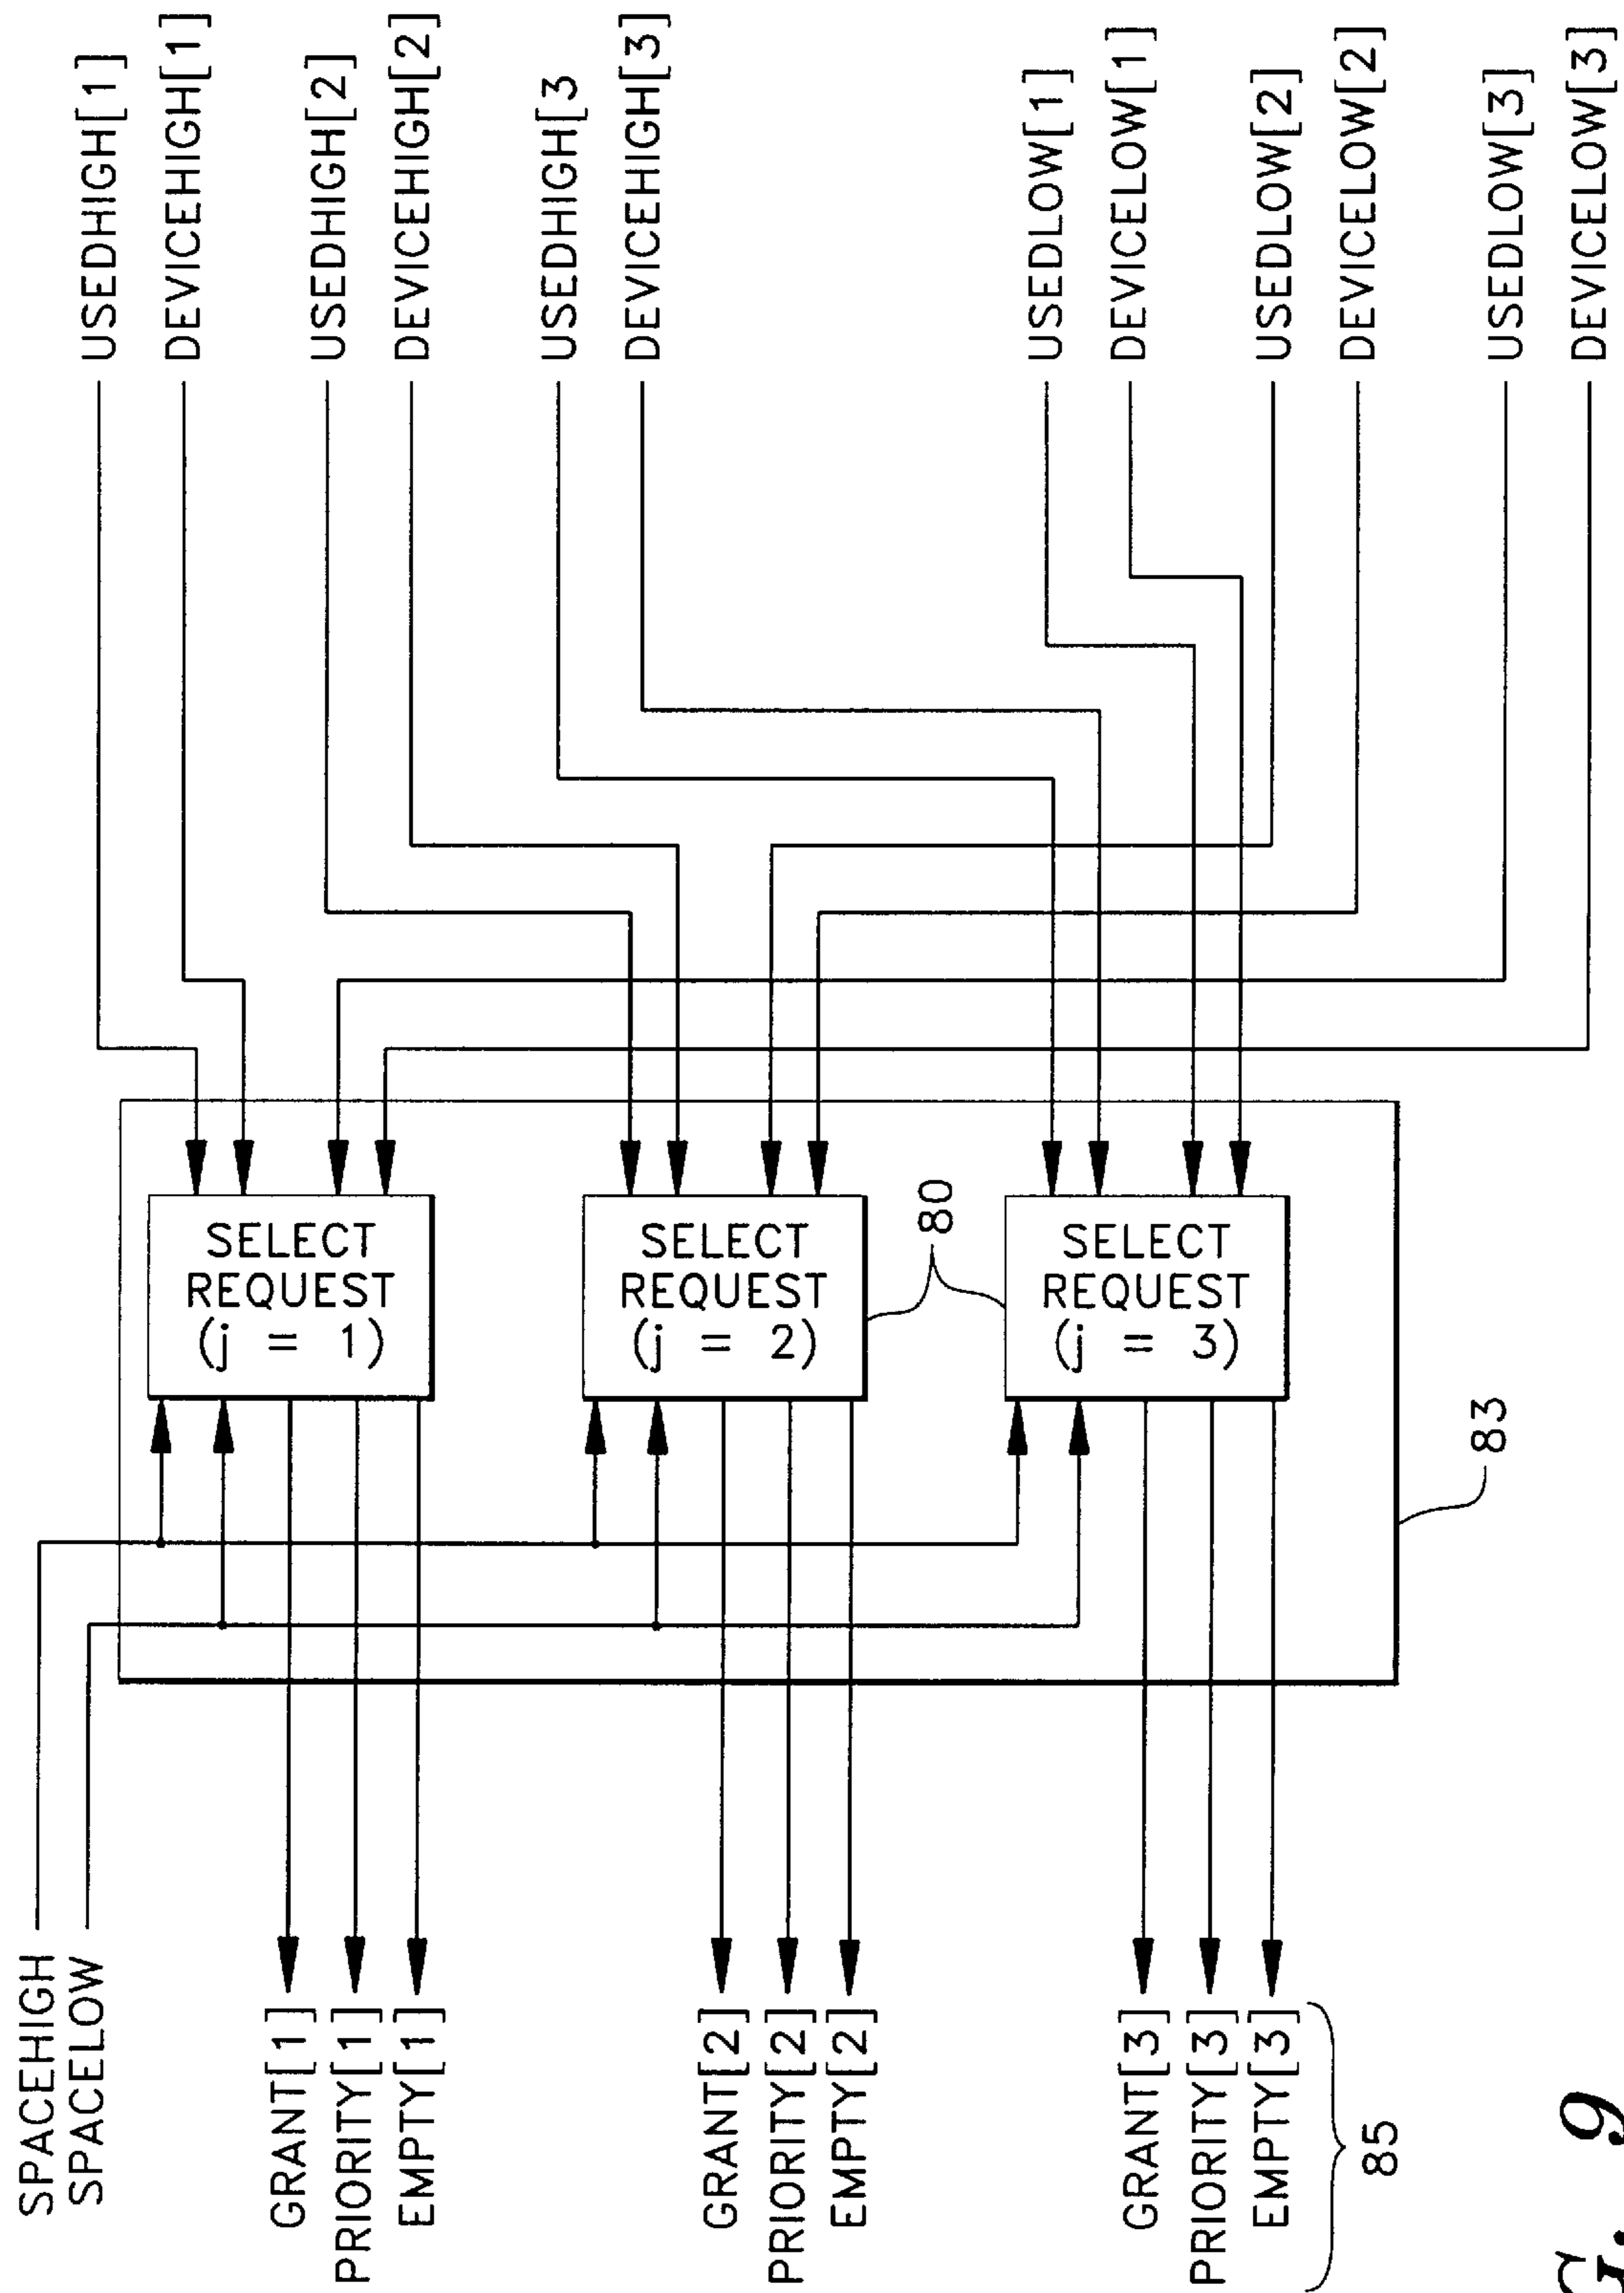 SPACEHIGH
SPACELOW
GRANT[1]
PRIORITY[1]
EMPTY[1]
GRANT[2]
PRIORITY[2]
EMPTY[2]
GRANT[3]
PRIORITY[3]
EMPTY[3]
85
SELECT
REQUEST
(j = 1)
SELECT
REQUEST
(j = 2)
80
SELECT
REQUEST
(j = 3)
83
USEDHIGH[1]
DEVICEHIGH[1]
USEDHIGH[2]
DEVICEHIGH[2]
USEDHIGH[3
DEVICEHIGH[3]
USEDLOW[1]
DEVICELOW[1]
USEDLOW[2]
DEVICELOW[2]
USEDLOW[3]
DEVICELOW[3]
9